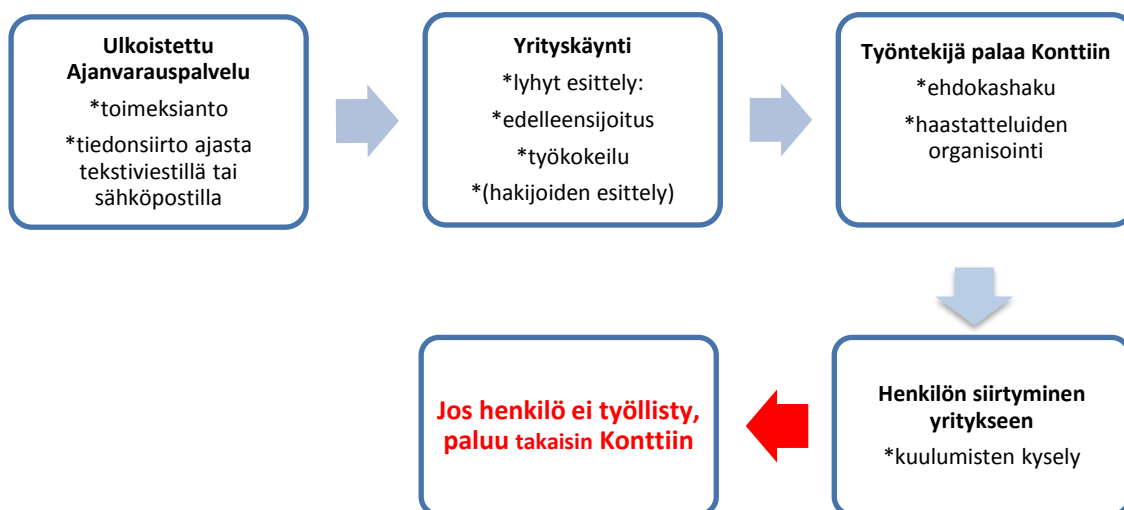 Ulkoistettu
Ajanvarauspalvelu
*toimeksianto
*tiedonsiirto ajasta
tekstiviestillä tai
sähköpostilla
Yrityskäynti
*lyhyt esittely:
*edelleensijoitus
*työkokeilu
*(hakijoiden esittely)
Työntekijä palaa Konttiin
*ehdokashaku
*haastatteluiden
organisointi
Henkilön siirtyminen
yritykseen
*kuulumisten kysely
Jos henkilö ei työllisty,
paluu takaisin Konttiin